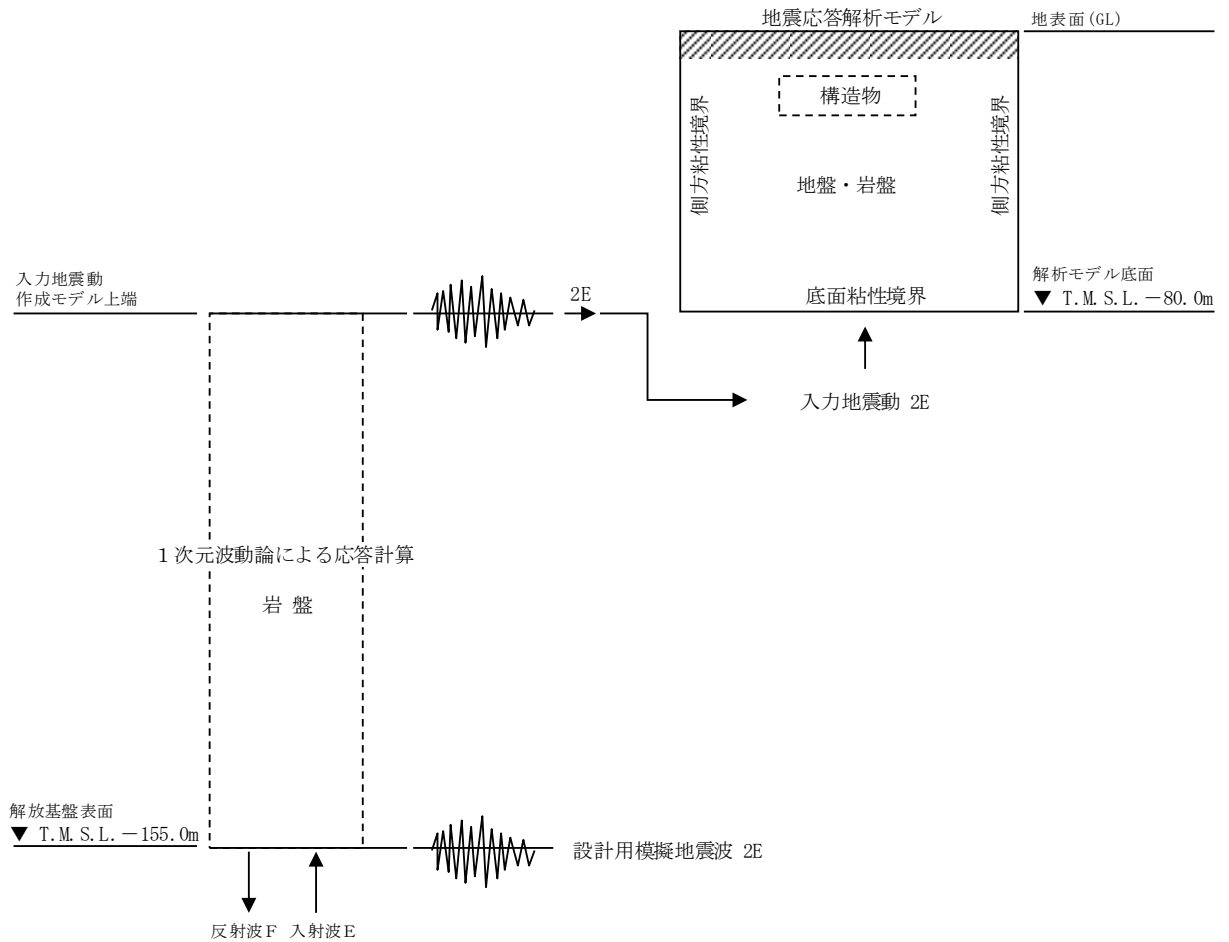 地震応答解析モデル
地表面(GL)
構造物
側方粘性境界
側方粘性境界
地盤・岩盤
解析モデル底面
▼ T.M.S.L.－80.0m
底面粘性境界
入力地震動
作成モデル上端
2E
入力地震動 2E
１次元波動論による応答計算
岩 盤
解放基盤表面
▼ T.M.S.L.－155.0m
設計用模擬地震波 2E
反射波Ｆ 入射波Ｅ